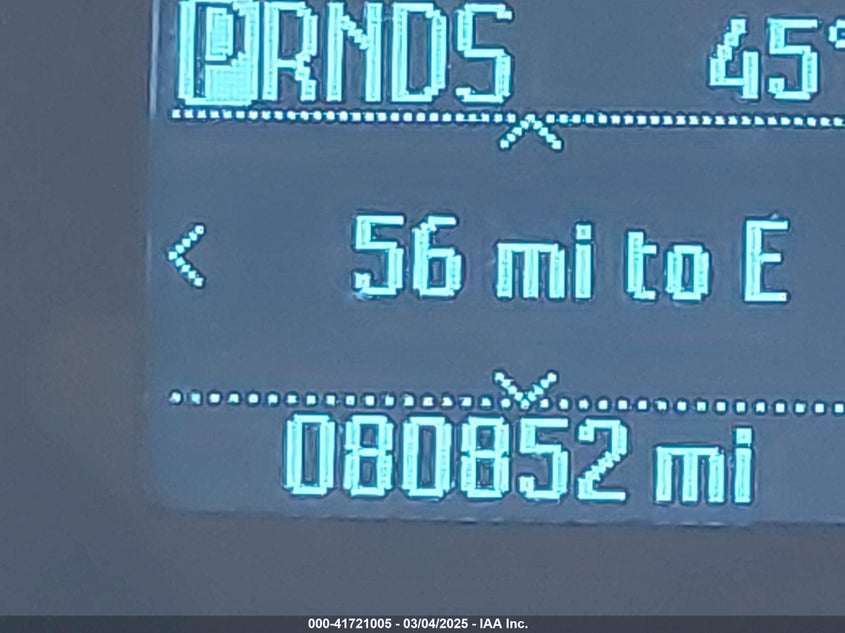 PRNDS 45°
< 56 mi to E
080852 mi
000-41721005 - 03/04/2025 - IAA Inc.